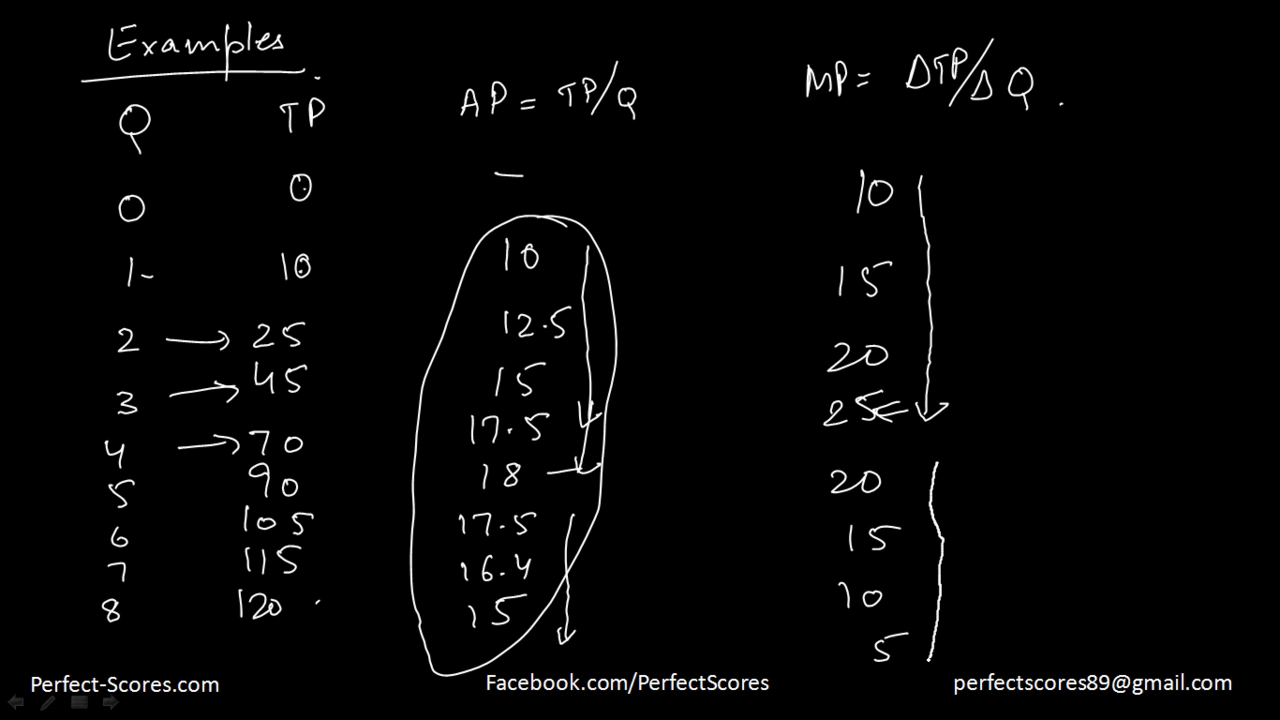 Examples
Q TP AP = TP/Q MP = ΔTP/ΔQ.
0 0 — 10
1- 10 10 15
2 → 25 12.5 20
3 → 45 15 25 ←
4 → 70 17.5 20
5 90 18 15
6 105 17.5 10
7 115 16.4 5
8 120 15
Perfect-Scores.com Facebook.com/PerfectScores perfectscores89@gmail.com